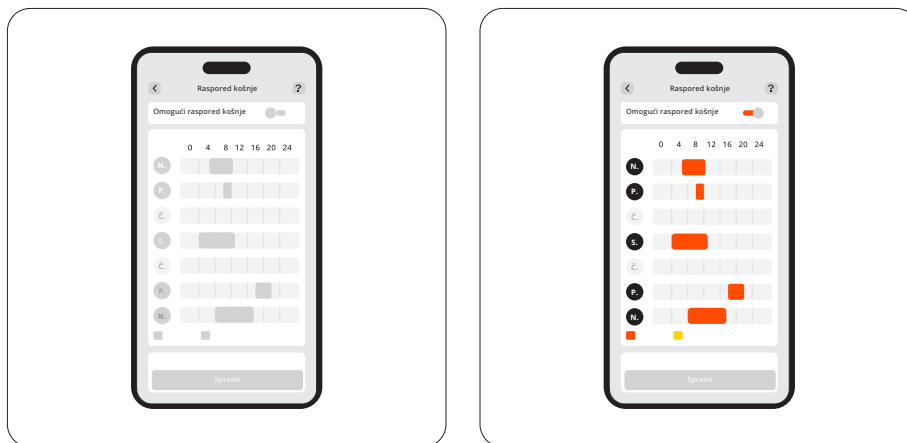 Raspored košnje ?
Omogući raspored košnje
0 4 8 12 16 20 24
N.
P.
Č.
S.
Č.
P.
N.
Spremi
Raspored košnje ?
Omogući raspored košnje
0 4 8 12 16 20 24
N.
P.
Č.
S.
Č.
P.
N.
Spremi